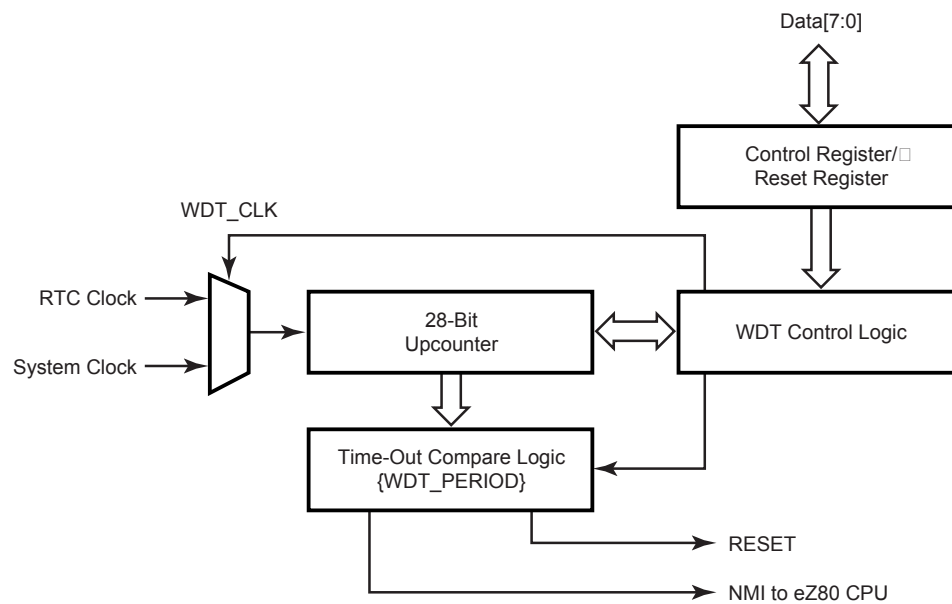 Data[7:0]
Control Register/□
Reset Register
WDT_CLK
RTC Clock
28-Bit
Upcounter
WDT Control Logic
System Clock
Time-Out Compare Logic
{WDT_PERIOD}
RESET
NMI to eZ80 CPU